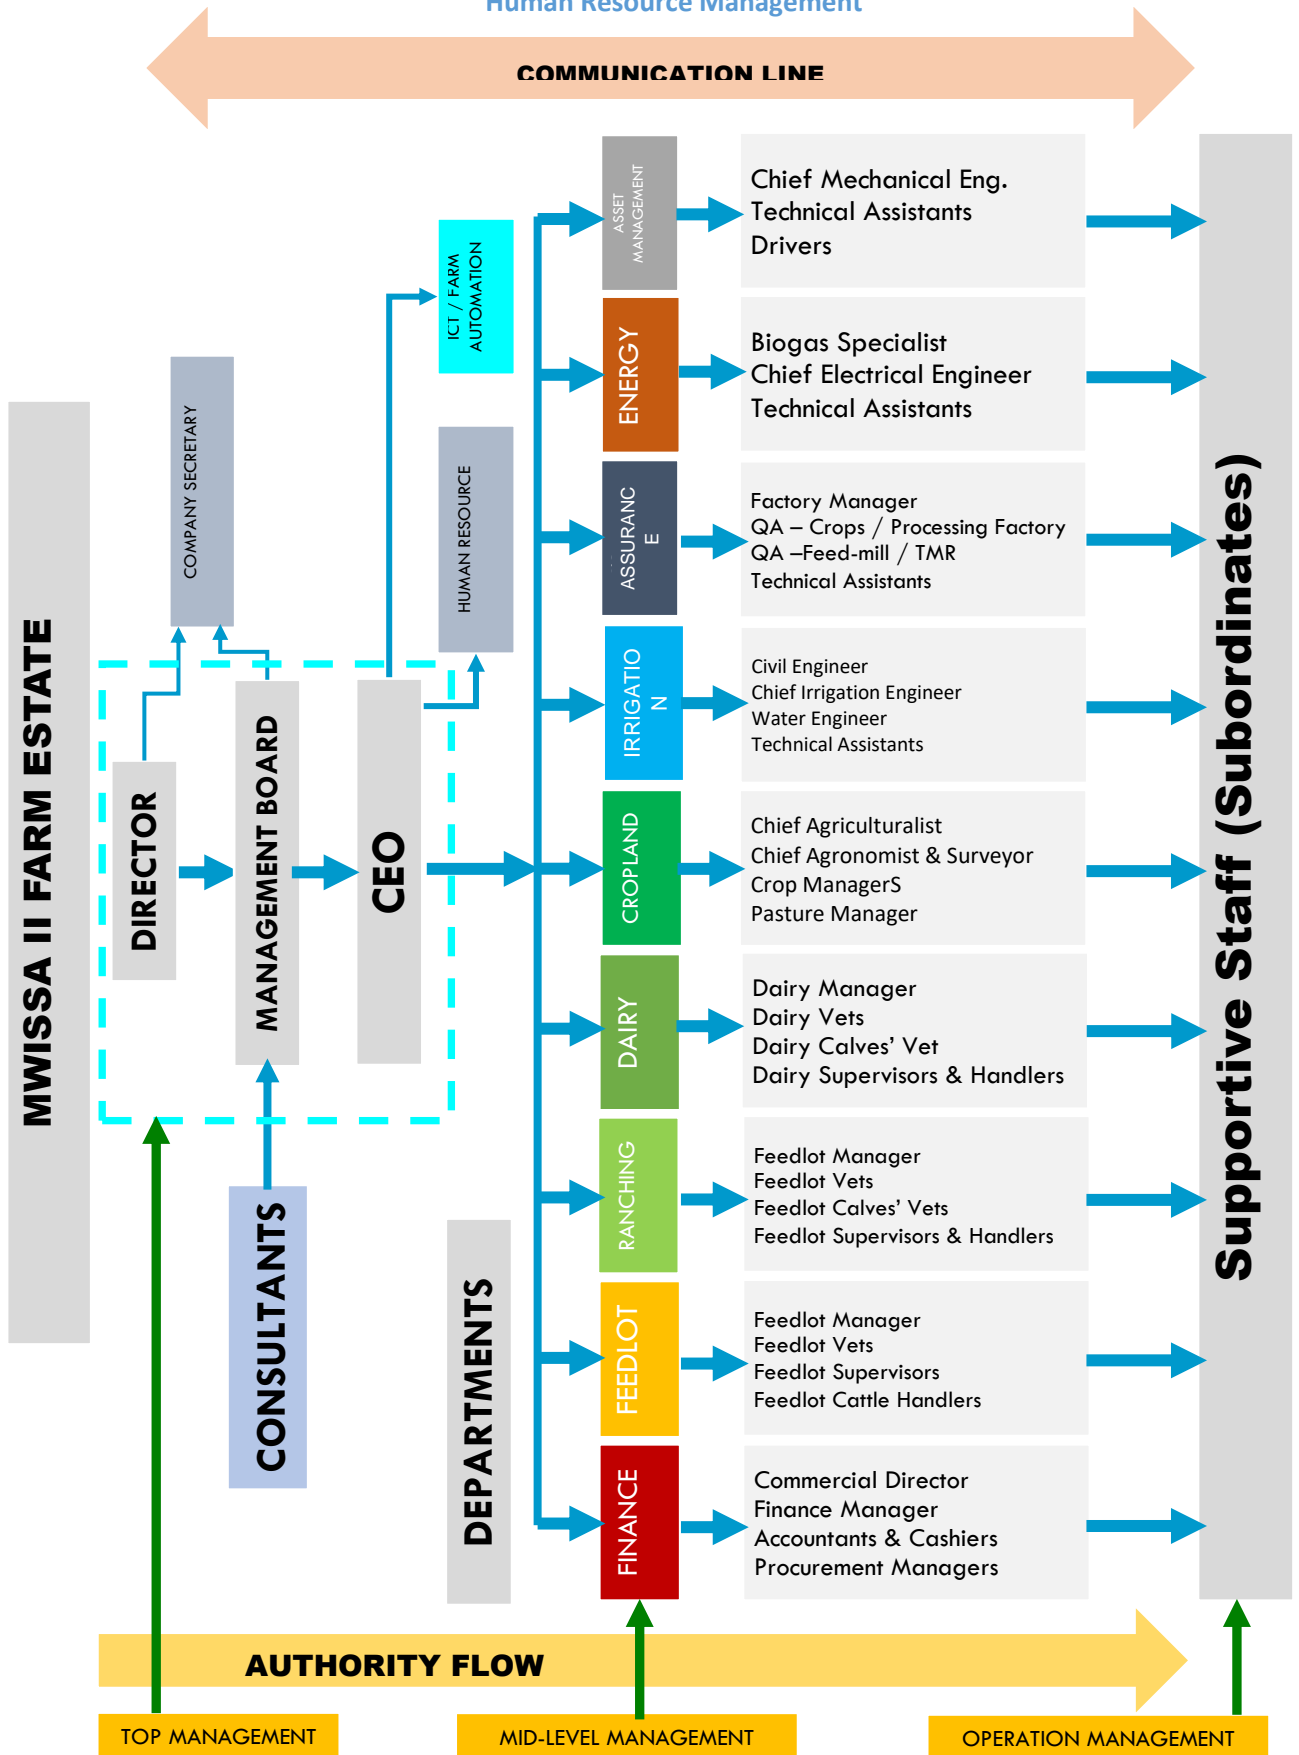 Human Resource Management
COMMUNICATION LINE
MWISSA II FARM ESTATE
COMPANY SECRETARY
DIRECTOR
MANAGEMENT BOARD
CEO
CONSULTANTS
ICT / FARM
AUTOMATION
HUMAN RESOURCE
DEPARTMENTS
ASSET
MANAGEMENT
Chief Mechanical Eng.
Technical Assistants
Drivers
ENERGY
Biogas Specialist
Chief Electrical Engineer
Technical Assistants
ASSURANC
E
Factory Manager
QA – Crops / Processing Factory
QA –Feed-mill / TMR
Technical Assistants
IRRIGATIO
N
Civil Engineer
Chief Irrigation Engineer
Water Engineer
Technical Assistants
CROPLAND
Chief Agriculturalist
Chief Agronomist & Surveyor
Crop ManagerS
Pasture Manager
DAIRY
Dairy Manager
Dairy Vets
Dairy Calves’ Vet
Dairy Supervisors & Handlers
RANCHING
Feedlot Manager
Feedlot Vets
Feedlot Calves’ Vets
Feedlot Supervisors & Handlers
FEEDLOT
Feedlot Manager
Feedlot Vets
Feedlot Supervisors
Feedlot Cattle Handlers
FINANCE
Commercial Director
Finance Manager
Accountants & Cashiers
Procurement Managers
Supportive Staff (Subordinates)
AUTHORITY FLOW
TOP MANAGEMENT
MID-LEVEL MANAGEMENT
OPERATION MANAGEMENT